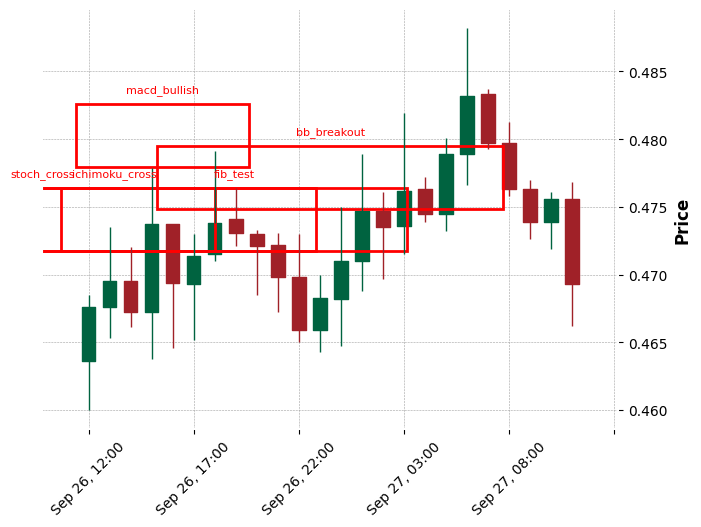 macd_bullish
bb_breakout
stoch_cross
ichimoku_cross
fib_test
0.485
0.480
0.475
0.470
0.465
0.460
Price
Sep 26, 12:00
Sep 26, 17:00
Sep 26, 22:00
Sep 27, 03:00
Sep 27, 08:00